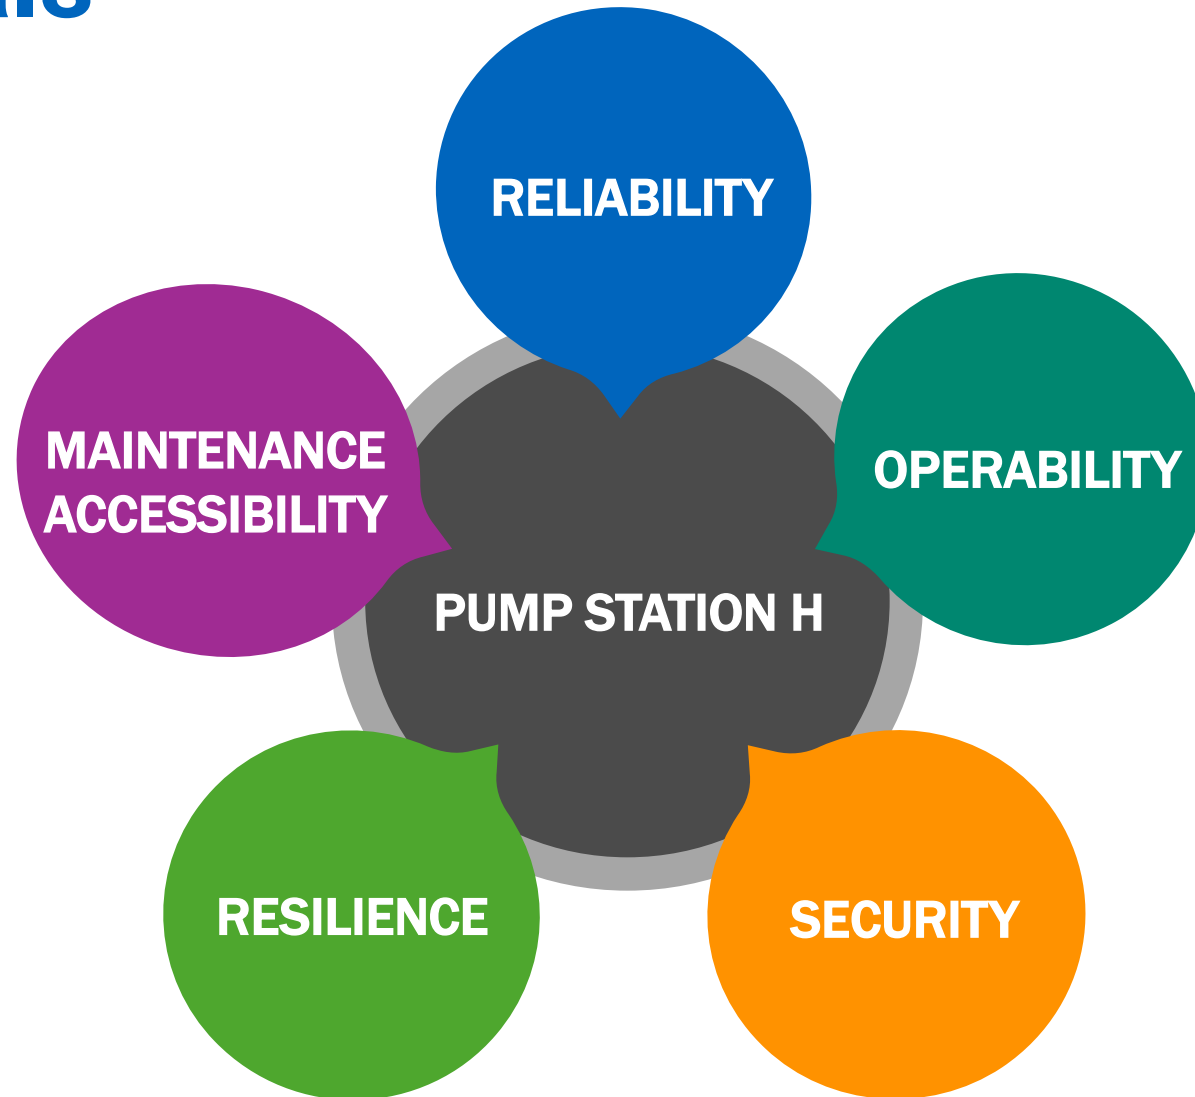 RELIABILITY
MAINTENANCE
ACCESSIBILITY
OPERABILITY
PUMP STATION H
RESILIENCE
SECURITY